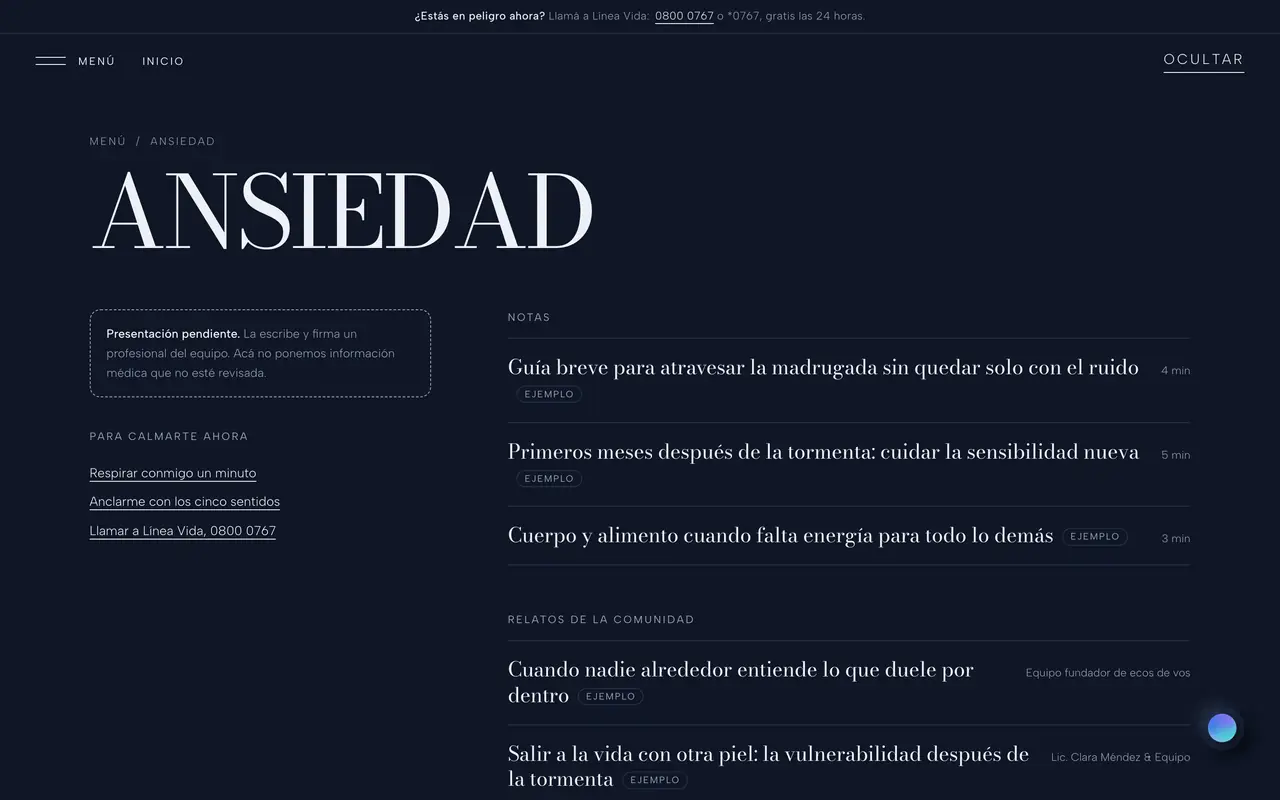 ¿Estás en peligro ahora? Llamá a Línea Vida: 0800 0767 o *0767, gratis las 24 horas.
MENÚ INICIO
OCULTAR
MENÚ / ANSIEDAD
ANSIEDAD
Presentación pendiente. La escribe y firma un
profesional del equipo. Acá no ponemos información
médica que no esté revisada.
PARA CALMARTE AHORA
Respirar conmigo un minuto
Anclarme con los cinco sentidos
Llamar a Línea Vida, 0800 0767
NOTAS
Guía breve para atravesar la madrugada sin quedar solo con el ruido 4 min
EJEMPLO
Primeros meses después de la tormenta: cuidar la sensibilidad nueva 5 min
EJEMPLO
Cuerpo y alimento cuando falta energía para todo lo demás EJEMPLO 3 min
RELATOS DE LA COMUNIDAD
Cuando nadie alrededor entiende lo que duele por Equipo fundador de ecos de vos
dentro EJEMPLO
Salir a la vida con otra piel: la vulnerabilidad después de Lic. Clara Méndez & Equipo
la tormenta EJEMPLO